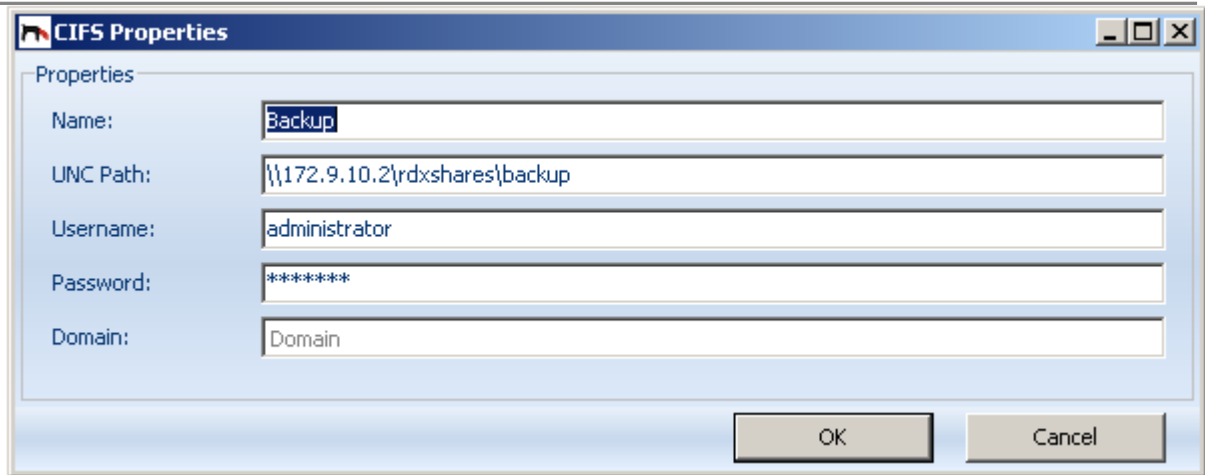 CIFS Properties
Properties
Name: Backup
UNC Path: \\172.9.10.2\rdxshares\backup
Username: administrator
Password: *******
Domain: Domain
OK Cancel